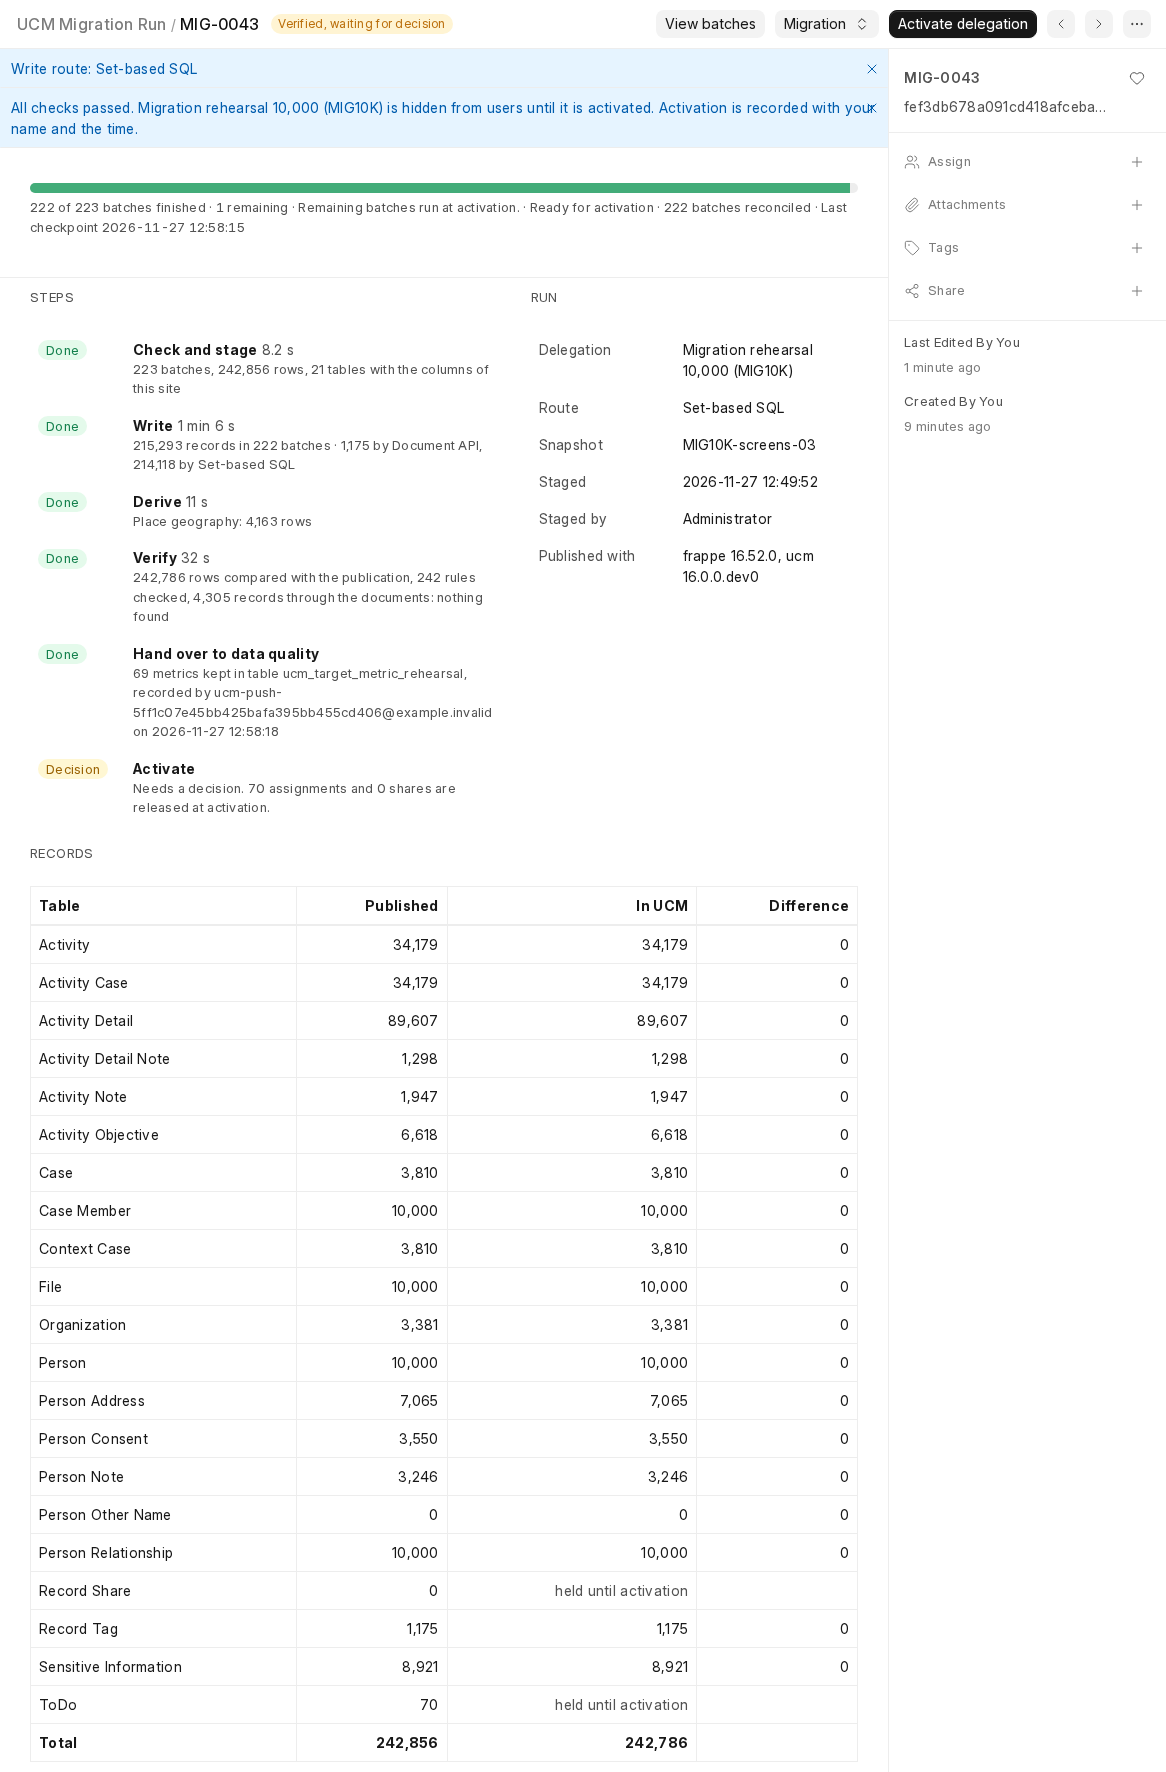 UCM Migration Run / MIG-0043 Verified, waiting for decision View batches Migration Activate delegation
Write route: Set-based SQL
All checks passed. Migration rehearsal 10,000 (MIG10K) is hidden from users until it is activated. Activation is recorded with your
name and the time.
222 of 223 batches finished · 1 remaining · Remaining batches run at activation. · Ready for activation · 222 batches reconciled · Last
checkpoint 2026-11-27 12:58:15
STEPS
Done Check and stage 8.2 s
223 batches, 242,856 rows, 21 tables with the columns of
this site
Done Write 1 min 6 s
215,293 records in 222 batches · 1,175 by Document API,
214,118 by Set-based SQL
Done Derive 11 s
Place geography: 4,163 rows
Done Verify 32 s
242,786 rows compared with the publication, 242 rules
checked, 4,305 records through the documents: nothing
found
Done Hand over to data quality
69 metrics kept in table ucm_target_metric_rehearsal,
recorded by ucm-push-
5ff1c07e45bb425bafa395bb455cd406@example.invalid
on 2026-11-27 12:58:18
Decision Activate
Needs a decision. 70 assignments and 0 shares are
released at activation.
RUN
Delegation Migration rehearsal
10,000 (MIG10K)
Route Set-based SQL
Snapshot MIG10K-screens-03
Staged 2026-11-27 12:49:52
Staged by Administrator
Published with frappe 16.52.0, ucm
16.0.0.dev0
RECORDS
Table Published In UCM Difference
Activity 34,179 34,179 0
Activity Case 34,179 34,179 0
Activity Detail 89,607 89,607 0
Activity Detail Note 1,298 1,298 0
Activity Note 1,947 1,947 0
Activity Objective 6,618 6,618 0
Case 3,810 3,810 0
Case Member 10,000 10,000 0
Context Case 3,810 3,810 0
File 10,000 10,000 0
Organization 3,381 3,381 0
Person 10,000 10,000 0
Person Address 7,065 7,065 0
Person Consent 3,550 3,550 0
Person Note 3,246 3,246 0
Person Other Name 0 0 0
Person Relationship 10,000 10,000 0
Record Share 0 held until activation
Record Tag 1,175 1,175 0
Sensitive Information 8,921 8,921 0
ToDo 70 held until activation
Total 242,856 242,786
MIG-0043
fef3db678a091cd418afceba...
Assign
Attachments
Tags
Share
Last Edited By You
1 minute ago
Created By You
9 minutes ago